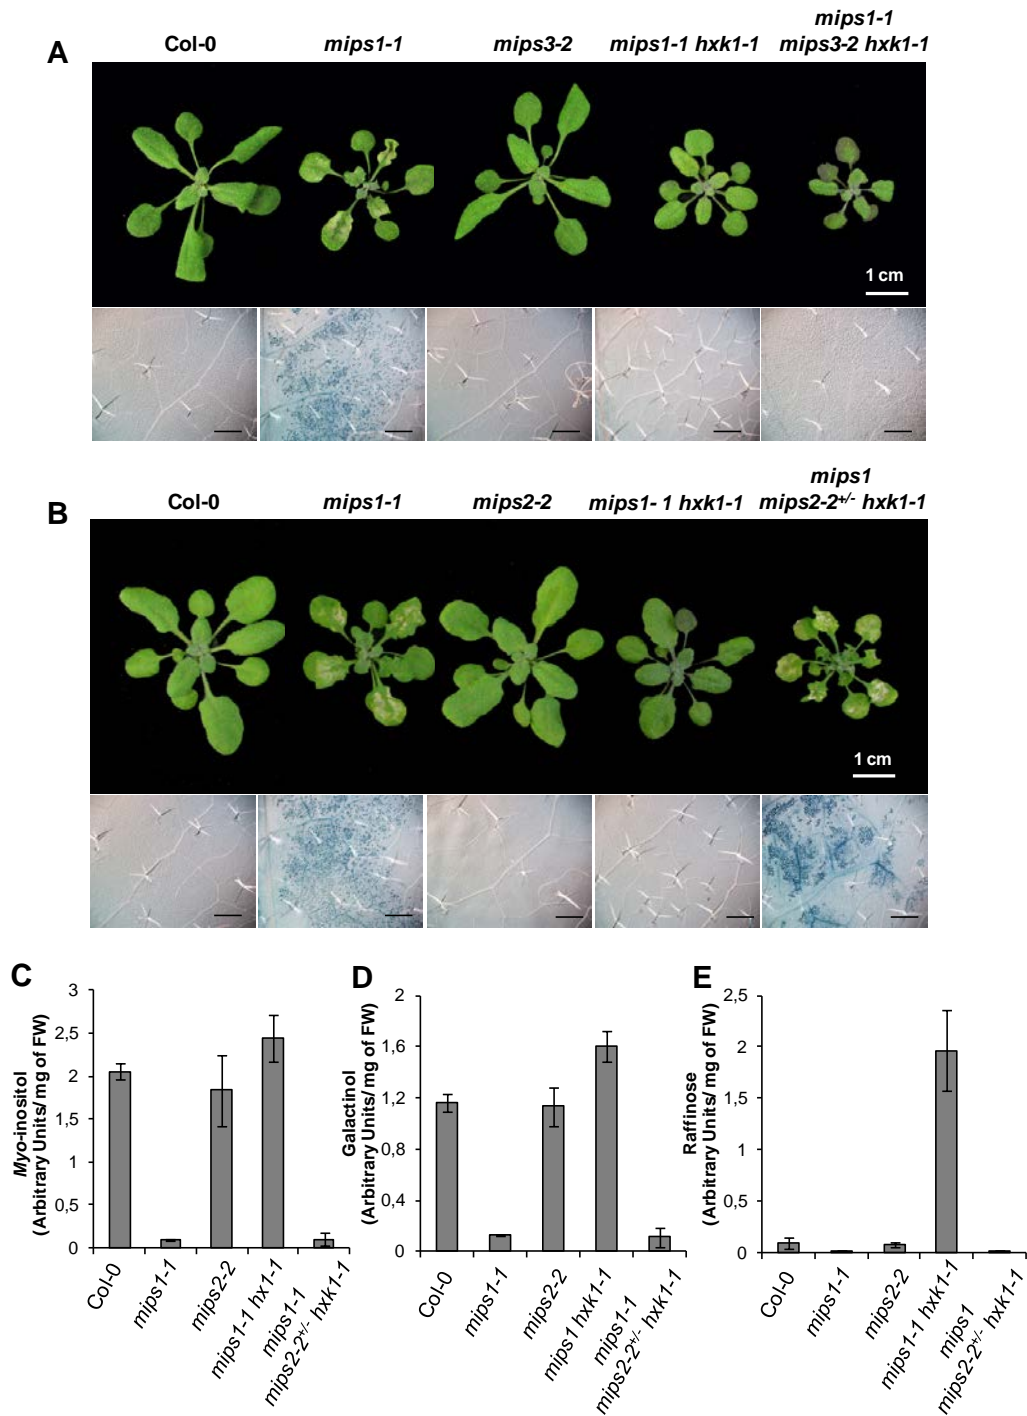 A
Col-0
mips1-1
mips3-2
mips1-1 hxk1-1
mips1-1
mips3-2 hxk1-1
1 cm
B
Col-0
mips1-1
mips2-2
mips1- 1 hxk1-1
mips1
mips2-2+/- hxk1-1
1 cm
C
Myo-inositol
(Arbitrary Units/ mg of FW)
3
2,5
2
1,5
1
0,5
0
Col-0
mips1-1
mips2-2
mips1-1 hx1-1
mips1-1
mips2-2+/- hxk1-1
D
Galactinol
(Arbitrary Units/ mg of FW)
2
1,6
1,2
0,8
0,4
0
Col-0
mips1-1
mips2-2
mips1 hxk1-1
mips1-1
mips2-2+/- hxk1-1
E
Raffinose
(Arbitrary Units/ mg of FW)
2,5
2
1,5
1
0,5
0
Col-0
mips1-1
mips2-2
mips1-1 hxk1-1
mips1
mips2-2+/- hxk1-1